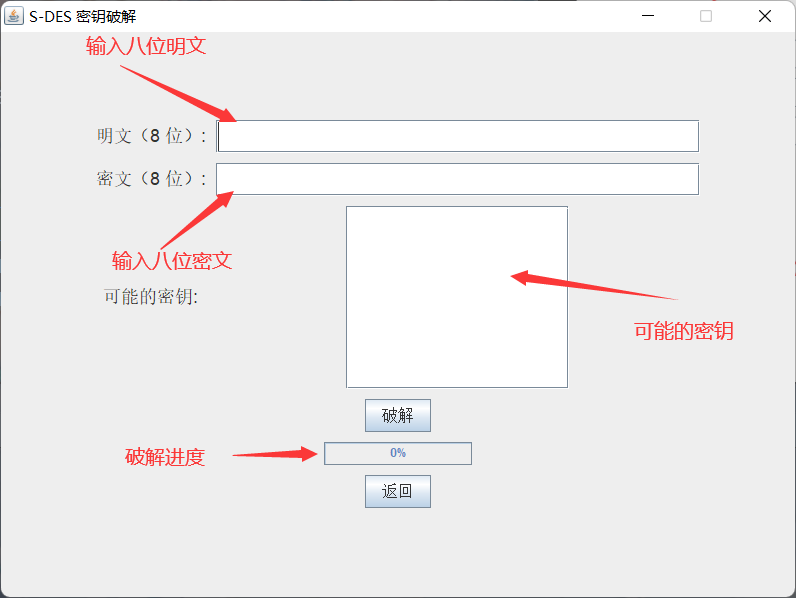 S-DES 密钥破解
输入八位明文
明文（8 位）:
密文（8 位）:
输入八位密文
可能的密钥:
可能的密钥
破解
破解进度
0%
返回